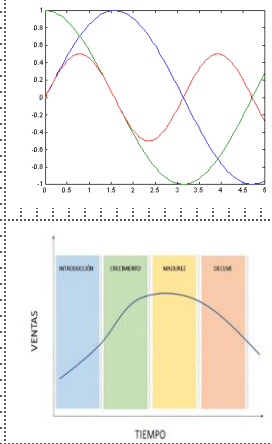 1
0.8
0.6
0.4
0.2
0
-0.2
-0.4
-0.6
-0.8
-1
0 0.5 1 1.5 2 2.5 3 3.5 4 4.5 5
INTRODUCCIÓN CRECIMIENTO MADUREZ DECLIVE
VENTAS
TIEMPO